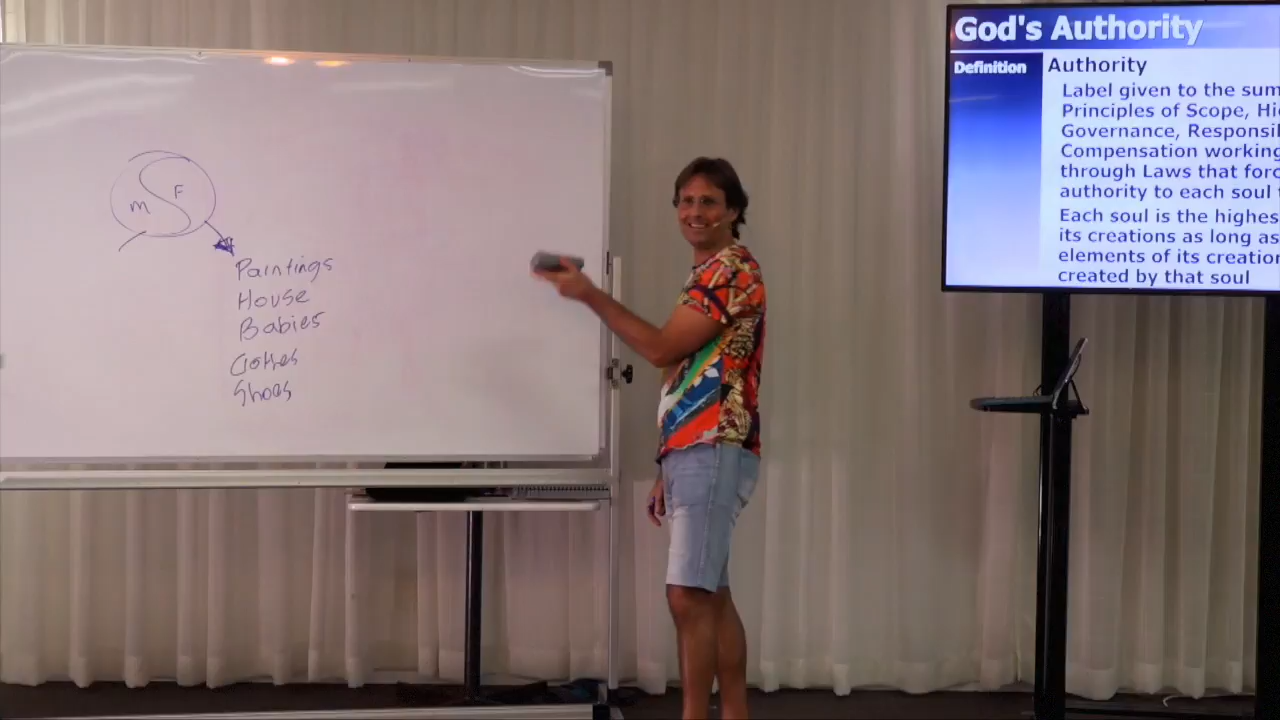 m F
Paintings
House
Babies
Clothes
Shoes
God's Authority
Definition
Authority
Label given to the sum
Principles of Scope, Hi
Governance, Responsi
Compensation working
through Laws that forc
authority to each soul
Each soul is the highes
its creations as long as
elements of its creation
created by that soul